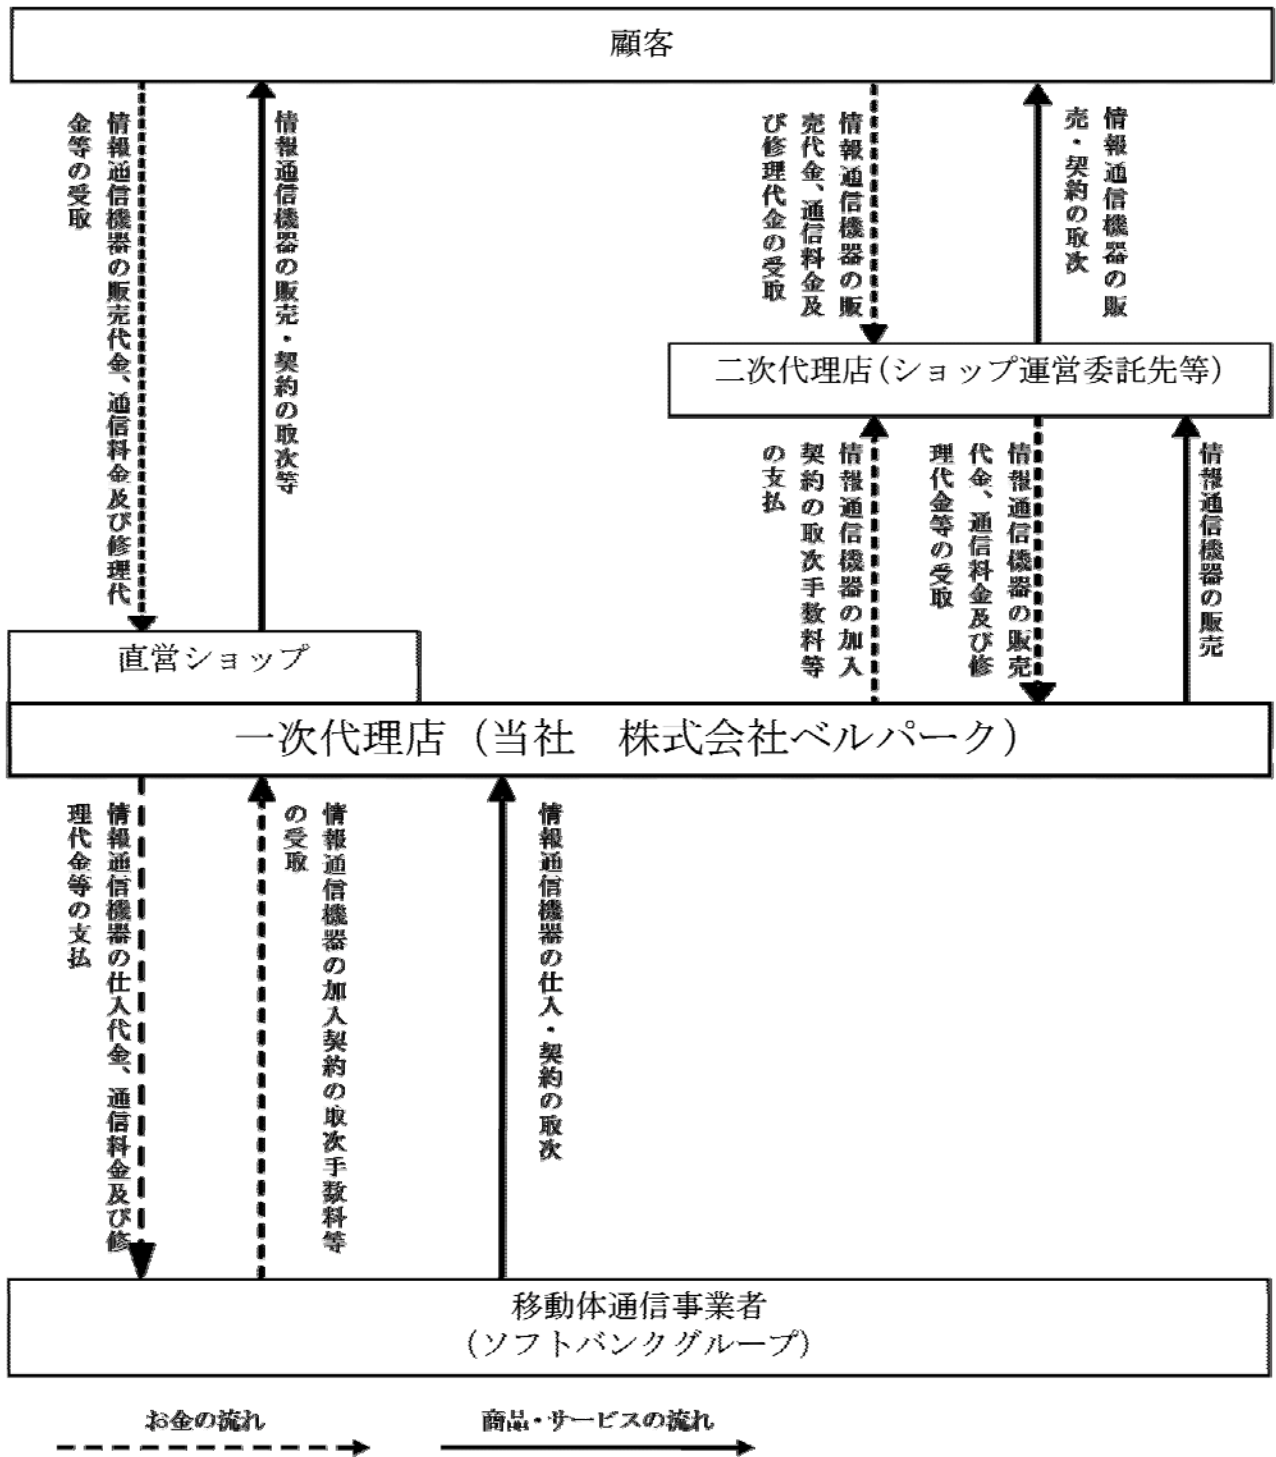 顧客
情報通信機器の販売代金、通信料金及び修理代
金等の受取
情報通信機器の販売・契約の取次等
情報通信機器の販
売代金、通信料金及
び修理代金の受取
情報通信機器の販
売・契約の取次
二次代理店(ショップ運営委託先等)
情報通信機器の加入
契約の取次手数料等
の支払
情報通信機器の販売
代金、通信料金及び修
理代金等の受取
情報通信機器の販売
直営ショップ
一次代理店(当社 株式会社ベルパーク)
情報通信機器の仕入代金、通信料金及び修
理代金等の支払
情報通信機器の加入契約の取次手数料等
の受取
情報通信機器の仕入・契約の取次
移動体通信事業者
(ソフトバンクグループ)
お金の流れ
商品・サービスの流れ